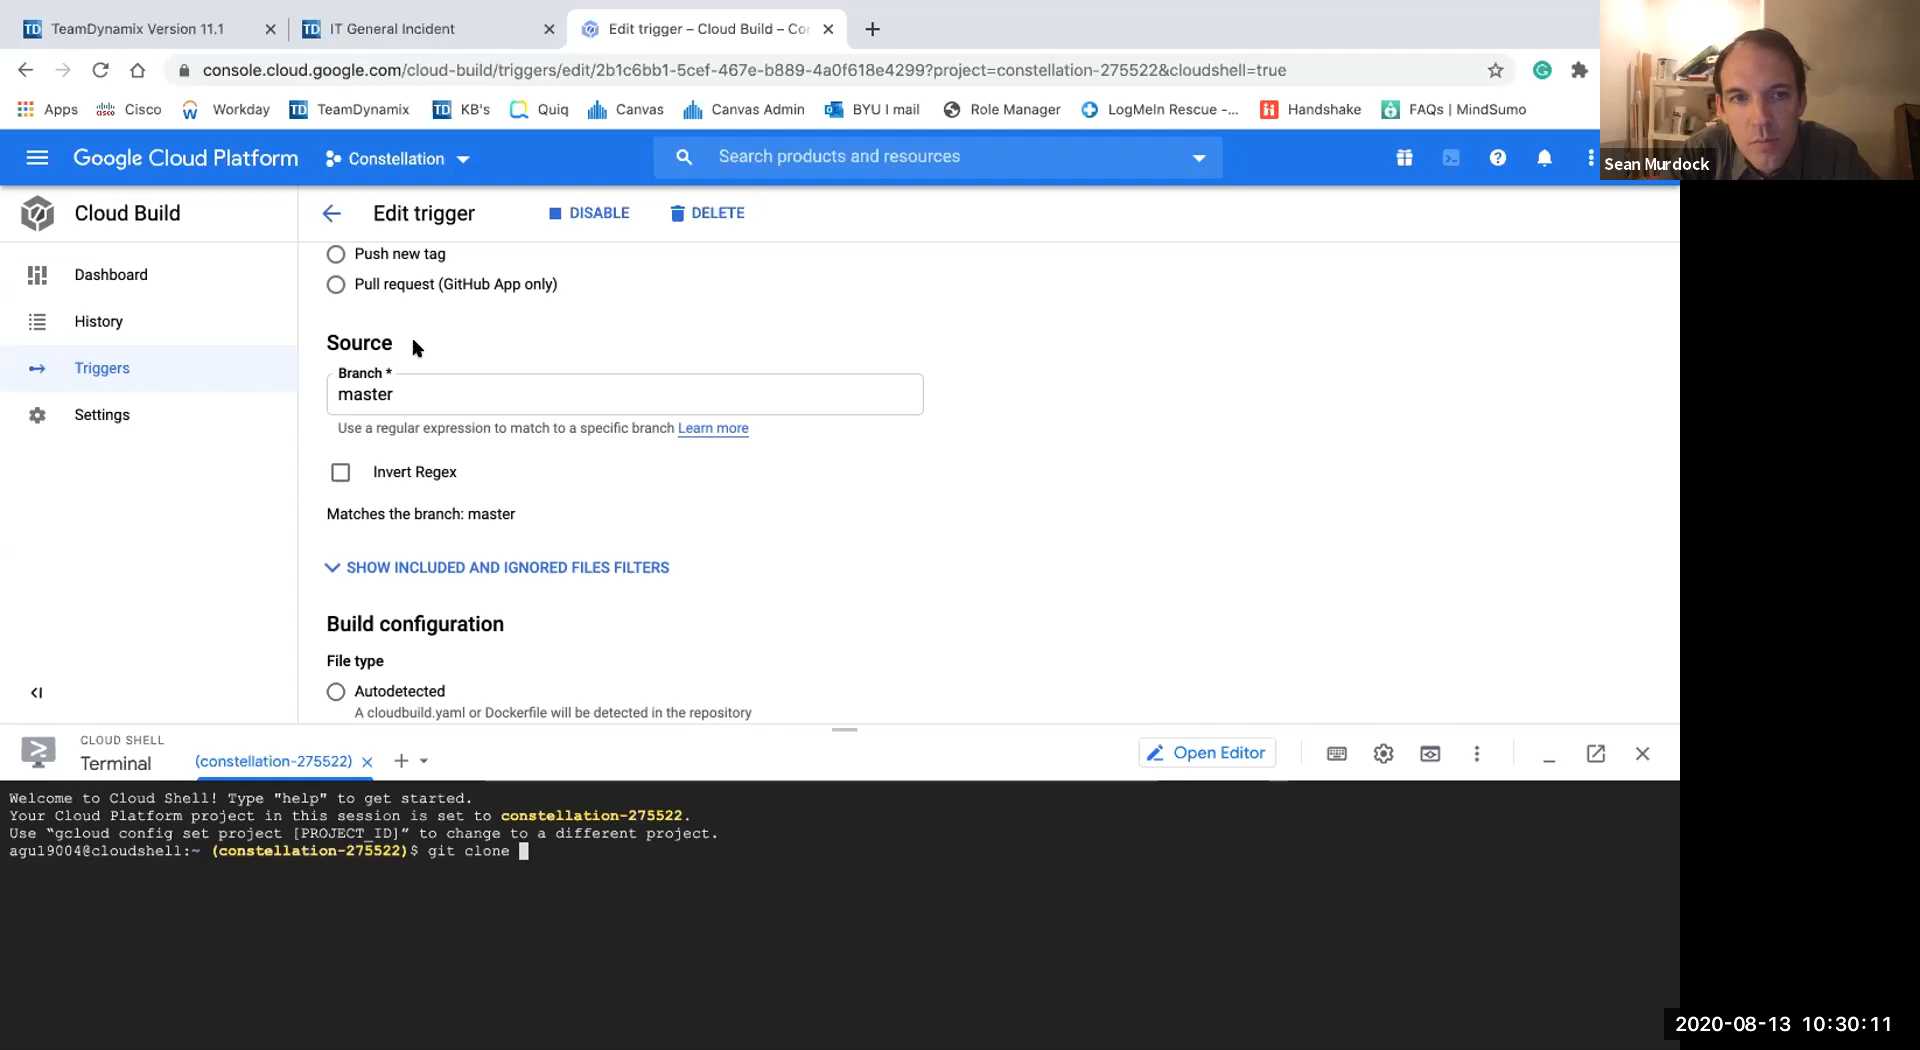 TD TeamDynamix Version 11.1
TD IT General Incident
Edit trigger – Cloud Build – Co
console.cloud.google.com/cloud-build/triggers/edit/2b1c6bb1-5cef-467e-b889-4a0f618e4299?project=constellation-275522&cloudshell=true
Apps Cisco Workday TD TeamDynamix TD KB's Quiq Canvas Canvas Admin BYU I mail Role Manager LogMeIn Rescue -... Handshake FAQs | MindSumo
Google Cloud Platform Constellation Search products and resources
Sean Murdock
Cloud Build
Edit trigger DISABLE DELETE
Dashboard
History
Triggers
Settings
Push new tag
Pull request (GitHub App only)
Source
Branch *
master
Use a regular expression to match to a specific branch Learn more
Invert Regex
Matches the branch: master
SHOW INCLUDED AND IGNORED FILES FILTERS
Build configuration
File type
Autodetected
A cloudbuild.yaml or Dockerfile will be detected in the repository
CLOUD SHELL
Terminal (constellation-275522) Open Editor
Welcome to Cloud Shell! Type "help" to get started.
Your Cloud Platform project in this session is set to constellation-275522.
Use “gcloud config set project [PROJECT_ID]” to change to a different project.
agul9004@cloudshell:~ (constellation-275522)$ git clone
2020-08-13 10:30:11